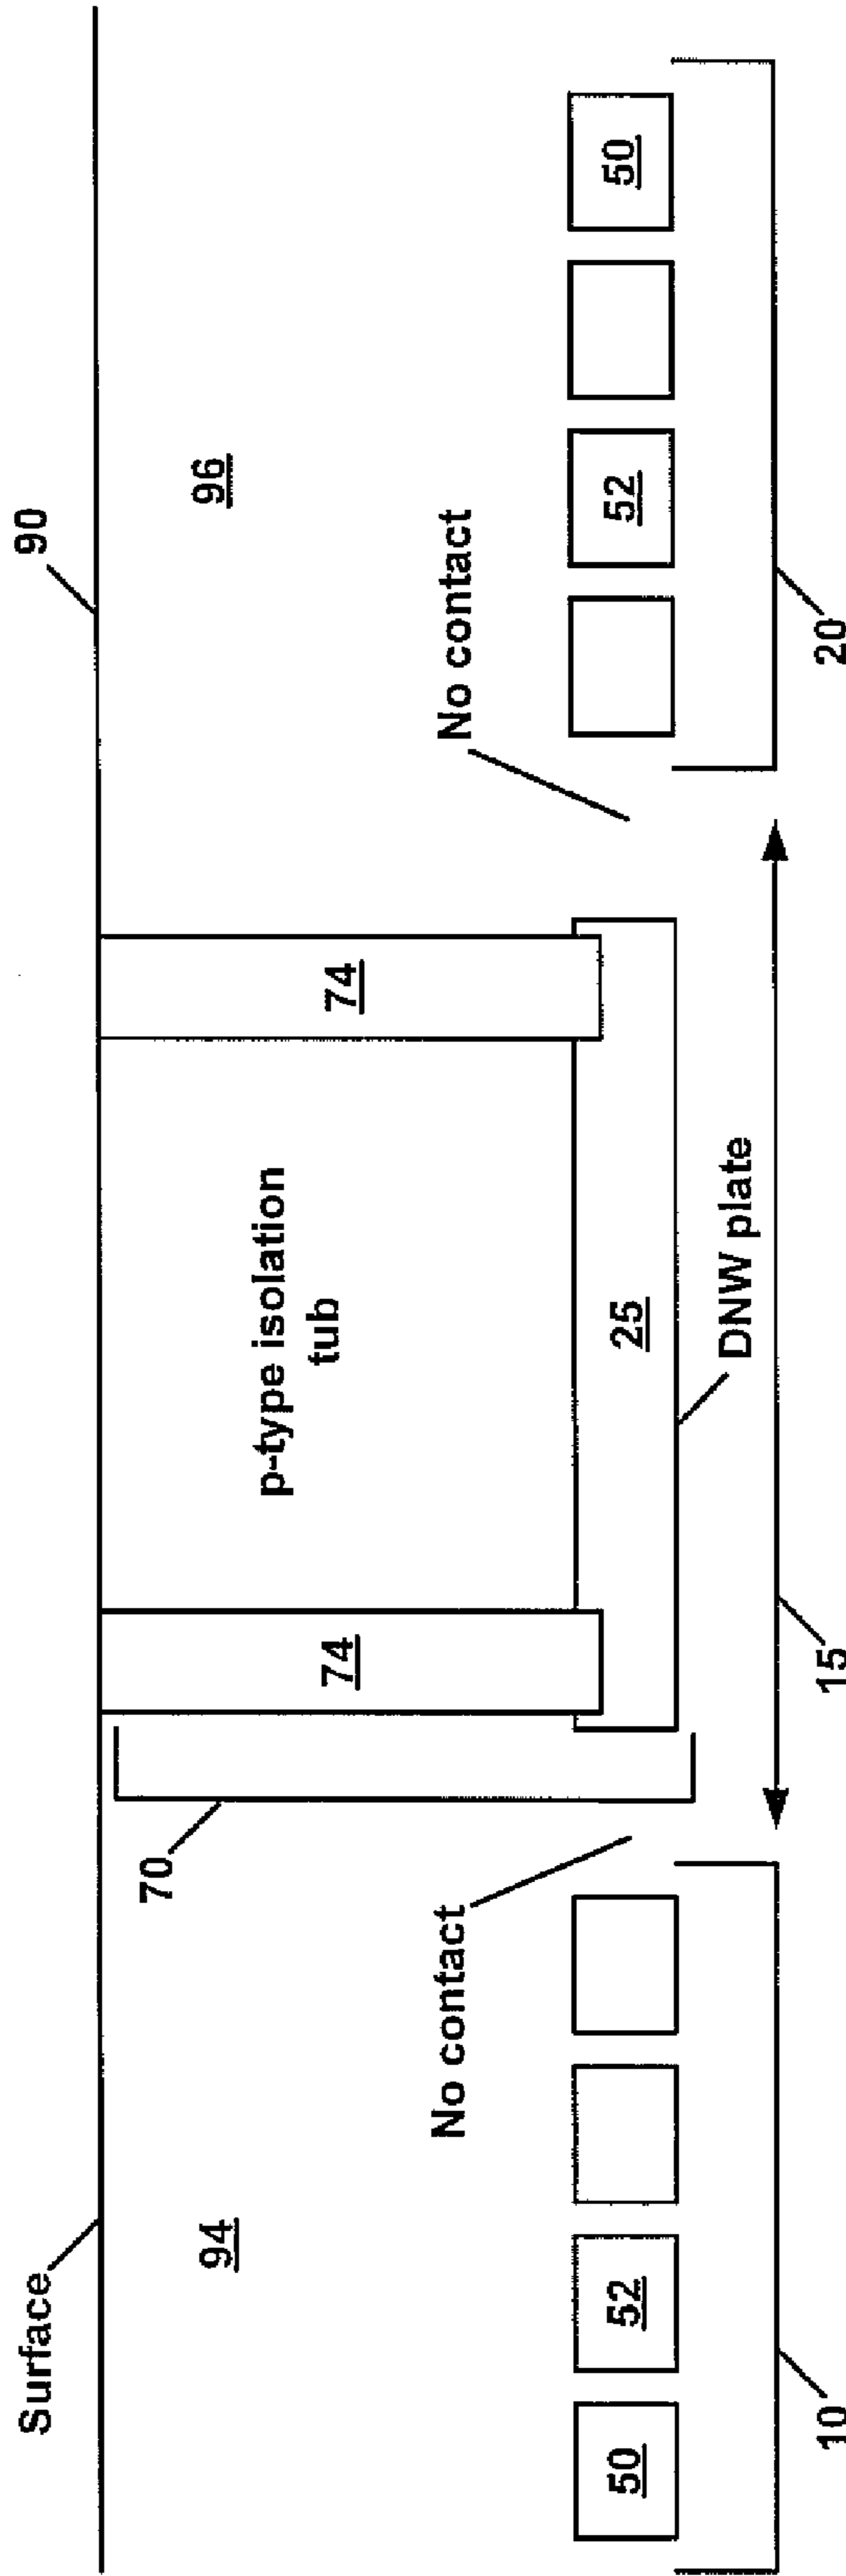 Surface
90
94
70
74
p-type isolation
tub
74
96
No contact
No contact
50
52
25
52
50
DNW plate
10
15
20